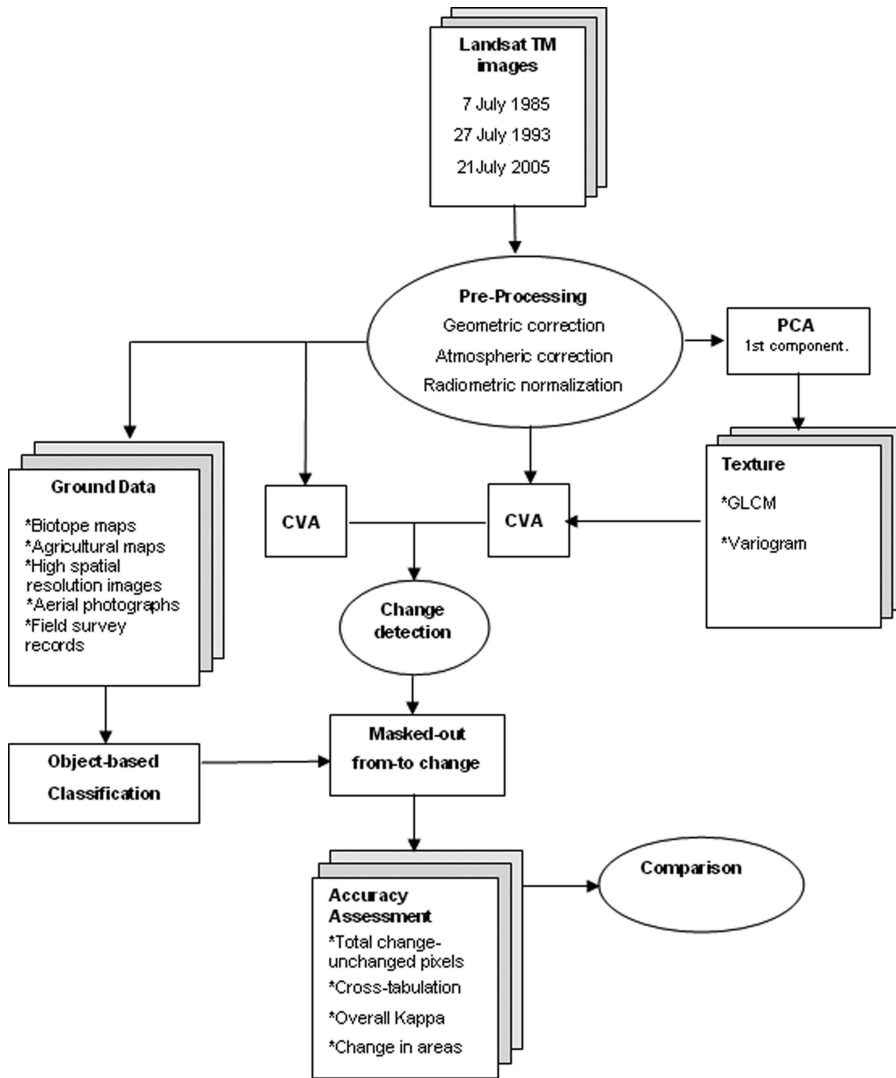 Landsat TM
images
7 July 1985
27 July 1993
21July 2005
Pre-Processing
Geometric correction
Atmospheric correction
Radiometric normalization
PCA
1st component.
Ground Data
*Biotope maps
*Agricultural maps
*High spatial
resolution images
*Aerial photographs
*Field survey
records
CVA
CVA
Texture
*GLCM
*Variogram
Change
detection
Object-based
Classification
Masked-out
from-to change
Accuracy
Assessment
*Total change-
unchanged pixels
*Cross-tabulation
*Overall Kappa
*Change in areas
Comparison